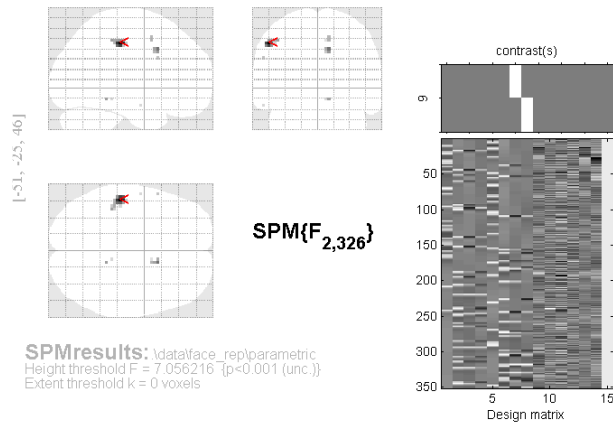 contrast(s)
9
[-51, -25, -46]
50
100
150
200
250
300
350
SPM{F2,326}
5 10 15
Design matrix
SPMresults: .\data\face_rep\parametric
Height threshold F = 7.056216 {p<0.001 (unc.)}
Extent threshold k = 0 voxels